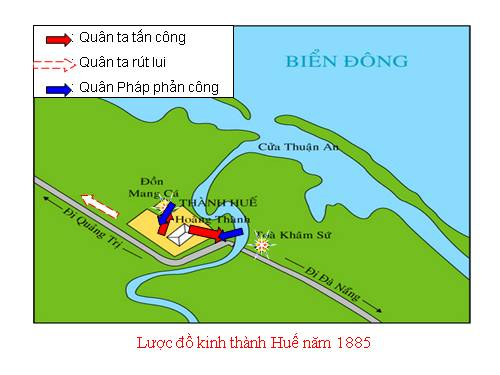 : Quân ta tấn công
: Quân ta rút lui
: Quân Pháp phản công
BIỂN ĐÔNG
Cửa Thuận An
Đồn
Mang Cá
THÀNH HUẾ
Hoàng Thành
Toà Khâm Sứ
Đi Quảng Trị
Đi Đà Nẵng
Lược đồ kinh thành Huế năm 1885